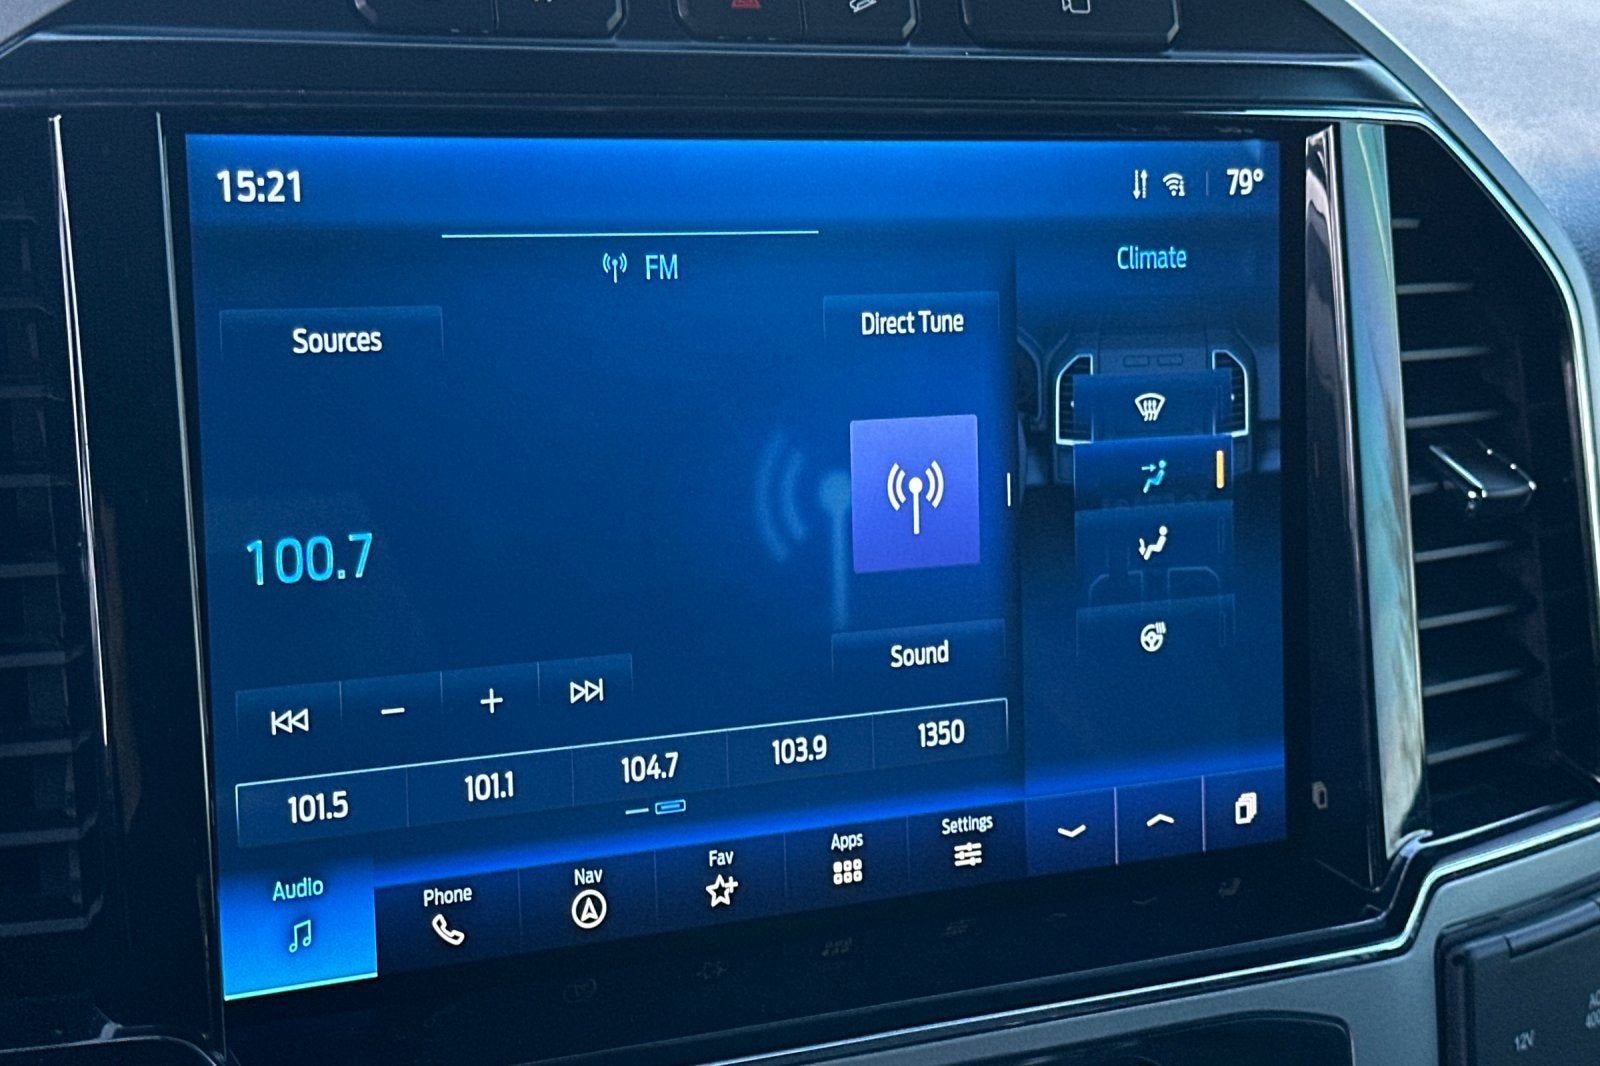 15:21
79°
FM
Climate
Sources
Direct Tune
100.7
Sound
101.5
101.1
104.7
103.9
1350
Audio
Phone
Nav
Fav
Apps
Settings
12V